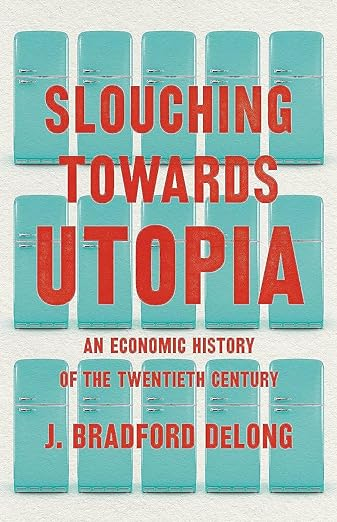 SLOUCHING
TOWARDS
UTOPIA
AN ECONOMIC HISTORY
OF THE TWENTIETH CENTURY
J. BRADFORD DeLONG